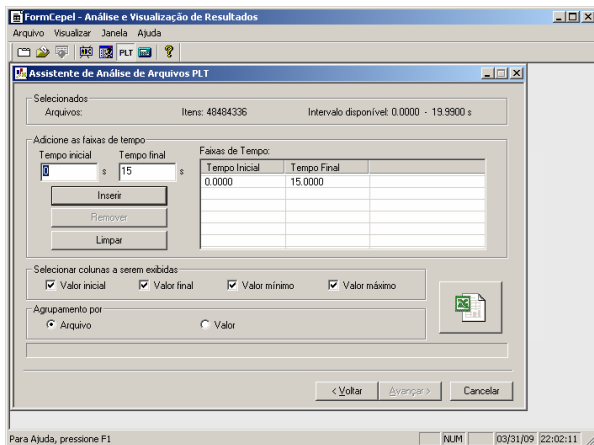 FormCepel - Análise e Visualização de Resultados
Arquivo Visualizar Janela Ajuda
PLT
Assistente de Análise de Arquivos PLT
Selecionados
Arquivos: Itens: 48484336 Intervalo disponível: 0.0000 - 19.9900 s
Adicione as faixas de tempo
Tempo inicial Tempo final Faixas de Tempo:
0 s 15 s
Tempo Inicial Tempo Final
0.0000 15.0000
Inserir
Remover
Limpar
Selecionar colunas a serem exibidas
Valor inicial Valor final Valor mínimo Valor máximo
Agrupamento por
Arquivo Valor
< Voltar Avançar > Cancelar
Para Ajuda, pressione F1 NUM 03/31/09 22:02:11